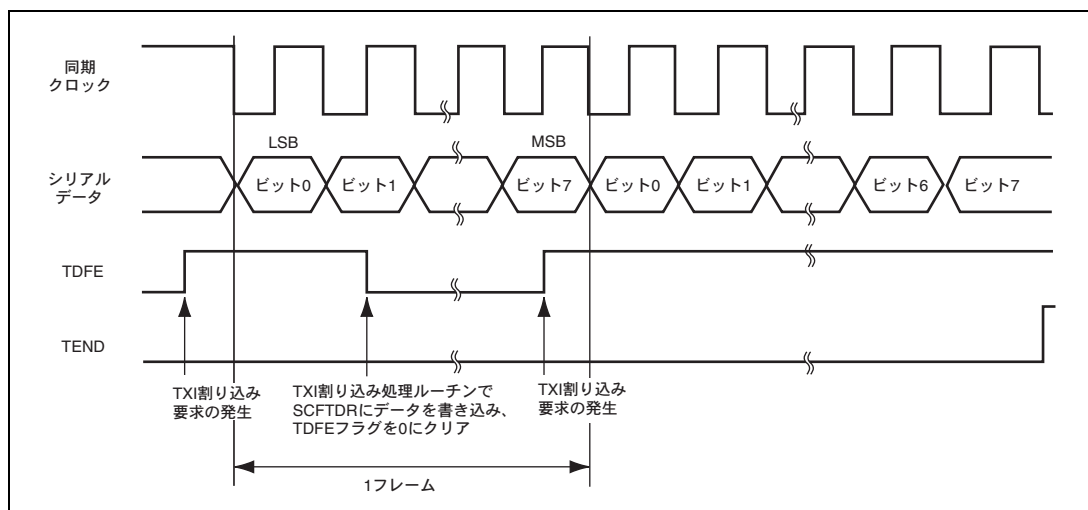 同期
クロック
LSB
MSB
シリアル
データ
ビット0
ビット1
ビット7
ビット0
ビット1
ビット6
ビット7
TDFE
TEND
TXI割り込み
要求の発生
TXI割り込み処理ルーチンで
SCFTDRにデータを書き込み、
TDFEフラグを0にクリア
TXI割り込み
要求の発生
1フレーム